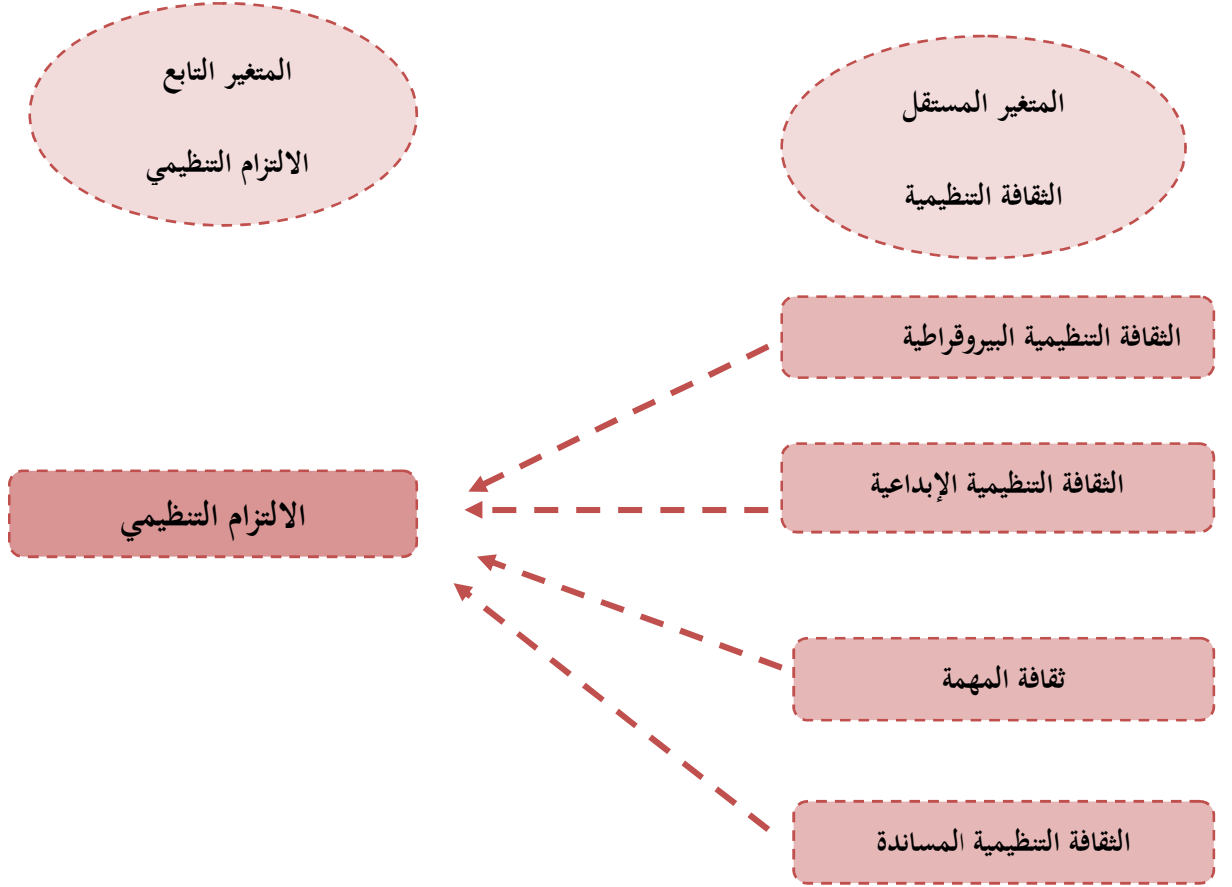 المتغير المستقل
الثقافة التنظيمية
المتغير التابع
الالتزام التنظيمي
الثقافة التنظيمية البيروقراطية
الثقافة التنظيمية الإبداعية
ثقافة المهمة
الثقافة التنظيمية المساندة
الالتزام التنظيمي